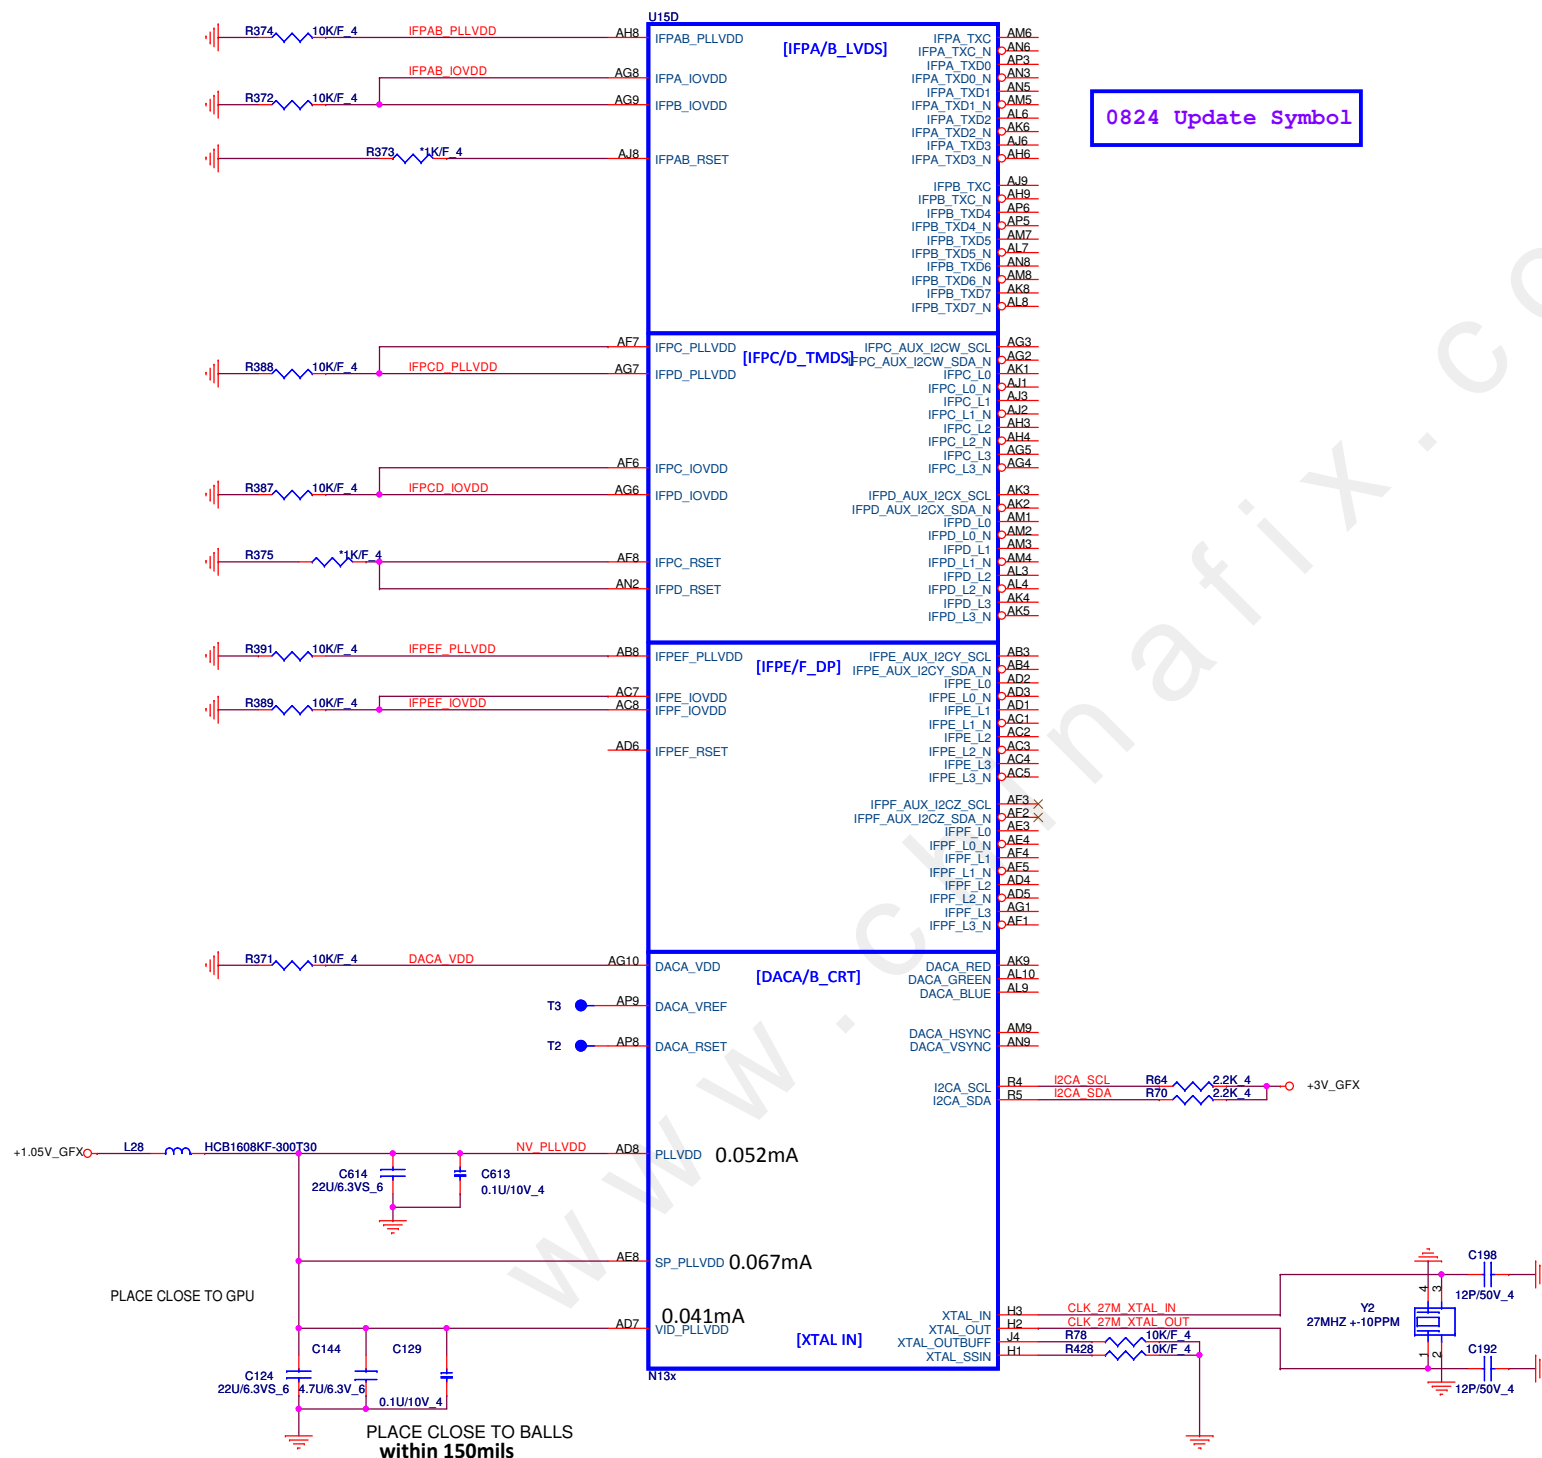 U15D
R374 10K/F_4 IFPAB_PLLVDD AH8 IFPAB_PLLVDD
[IFPA/B_LVDS]
IFPAB_IOVDD AG8 IFPA_IOVDD
R372 10K/F_4 AG9 IFPB_IOVDD
R373 *1K/F_4 AJ8 IFPAB_RSET
IFPA_TXC AM6
IFPA_TXC_N AN6
IFPA_TXD0 AP3
IFPA_TXD0_N AN3
IFPA_TXD1 AN5
IFPA_TXD1_N AM5
IFPA_TXD2 AL6
IFPA_TXD2_N AK6
IFPA_TXD3 AJ6
IFPA_TXD3_N AH6
IFPB_TXC AJ9
IFPB_TXC_N AH9
IFPB_TXD4 AP6
IFPB_TXD4_N AP5
IFPB_TXD5 AM7
IFPB_TXD5_N AL7
IFPB_TXD6 AN8
IFPB_TXD6_N AM8
IFPB_TXD7 AK8
IFPB_TXD7_N AL8
0824 Update Symbol
AF7 IFPC_PLLVDD
[IFPC/D_TMDS]
R388 10K/F_4 IFPCD_PLLVDD AG7 IFPD_PLLVDD
AF6 IFPC_IOVDD
R387 10K/F_4 IFPCD_IOVDD AG6 IFPD_IOVDD
R375 *1K/F_4 AF8 IFPC_RSET
AN2 IFPD_RSET
IFPC_AUX_I2CW_SCL AG3
IFPC_AUX_I2CW_SDA_N AG2
IFPC_L0 AK1
IFPC_L0_N AJ1
IFPC_L1 AJ3
IFPC_L1_N AJ2
IFPC_L2 AH3
IFPC_L2_N AH4
IFPC_L3 AG5
IFPC_L3_N AG4
IFPD_AUX_I2CX_SCL AK3
IFPD_AUX_I2CX_SDA_N AK2
IFPD_L0 AM1
IFPD_L0_N AM2
IFPD_L1 AM3
IFPD_L1_N AM4
IFPD_L2 AL3
IFPD_L2_N AL4
IFPD_L3 AK4
IFPD_L3_N AK5
R391 10K/F_4 IFPEF_PLLVDD AB8 IFPEF_PLLVDD
[IFPE/F_DP]
AC7 IFPE_IOVDD
R389 10K/F_4 IFPEF_IOVDD AC8 IFPF_IOVDD
AD6 IFPEF_RSET
IFPE_AUX_I2CY_SCL AB3
IFPE_AUX_I2CY_SDA_N AB4
IFPE_L0 AD2
IFPE_L0_N AD3
IFPE_L1 AD1
IFPE_L1_N AC1
IFPE_L2 AC2
IFPE_L2_N AC3
IFPE_L3 AC4
IFPE_L3_N AC5
IFPF_AUX_I2CZ_SCL AF3
IFPF_AUX_I2CZ_SDA_N AF2
IFPF_L0 AE3
IFPF_L0_N AE4
IFPF_L1 AF4
IFPF_L1_N AF5
IFPF_L2 AD4
IFPF_L2_N AD5
IFPF_L3 AG1
IFPF_L3_N AF1
R371 10K/F_4 DACA_VDD AG10 DACA_VDD
[DACA/B_CRT]
T3 AP9 DACA_VREF
T2 AP8 DACA_RSET
DACA_RED AK9
DACA_GREEN AL10
DACA_BLUE AL9
DACA_HSYNC AM9
DACA_VSYNC AN9
I2CA_SCL R4 I2CA_SCL R64 2.2K_4 +3V_GFX
I2CA_SDA R5 I2CA_SDA R70 2.2K_4
+1.05V_GFX L28 HCB1608KF-300T30 NV_PLLVDD AD8 PLLVDD 0.052mA
C614 22U/6.3VS_6
C613 0.1U/10V_4
AE8 SP_PLLVDD 0.067mA
PLACE CLOSE TO GPU
0.041mA
AD7 VID_PLLVDD
[XTAL IN]
C144 C129
C124
22U/6.3VS_6 4.7U/6.3V_6
0.1U/10V_4
PLACE CLOSE TO BALLS
within 150mils
XTAL_IN H3 CLK_27M_XTAL_IN
XTAL_OUT H2 CLK_27M_XTAL_OUT
XTAL_OUTBUFF J4 R78 10K/F_4
XTAL_SSIN H1 R428 10K/F_4
N13x
C198
12P/50V_4
4 3
Y2
27MHZ +-10PPM
1 2
C192
12P/50V_4
www.chinafix.c